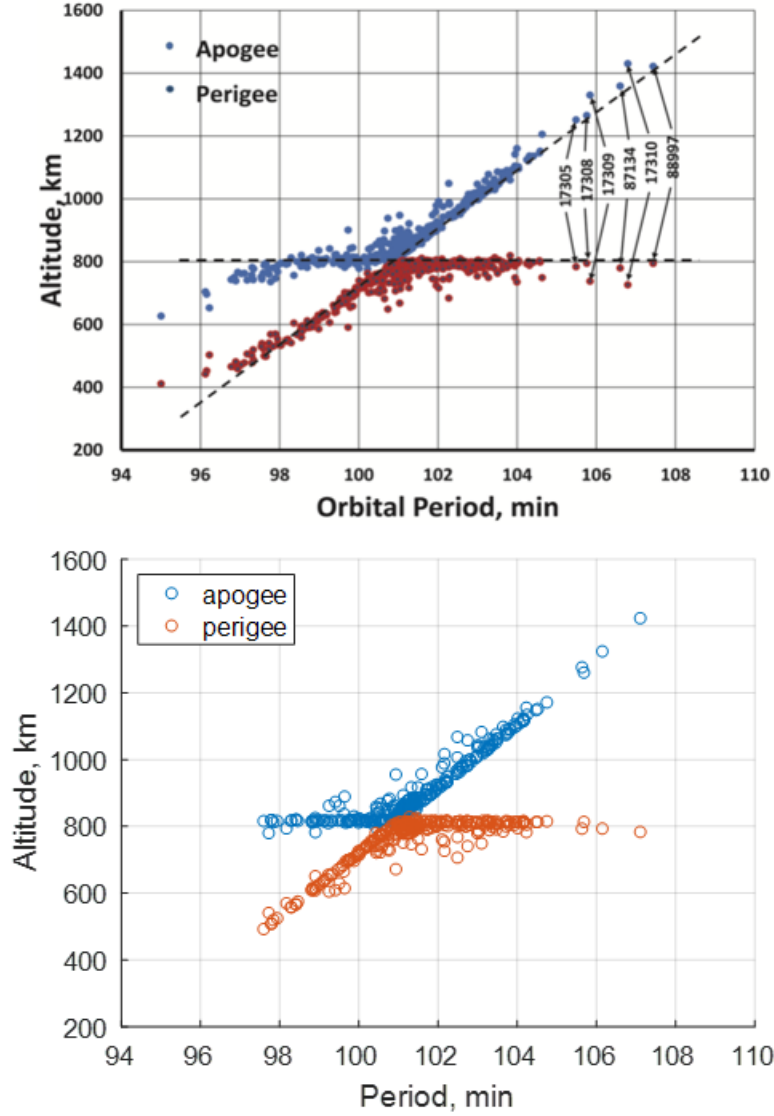 1600
1400
1200
1000
800
600
400
200
Altitude, km
Apogee
Perigee
17305
17308
17309
87134
17310
88997
94 96 98 100 102 104 106 108 110
Orbital Period, min
1600
1400
1200
1000
800
600
400
200
Altitude, km
apogee
perigee
94 96 98 100 102 104 106 108 110
Period, min